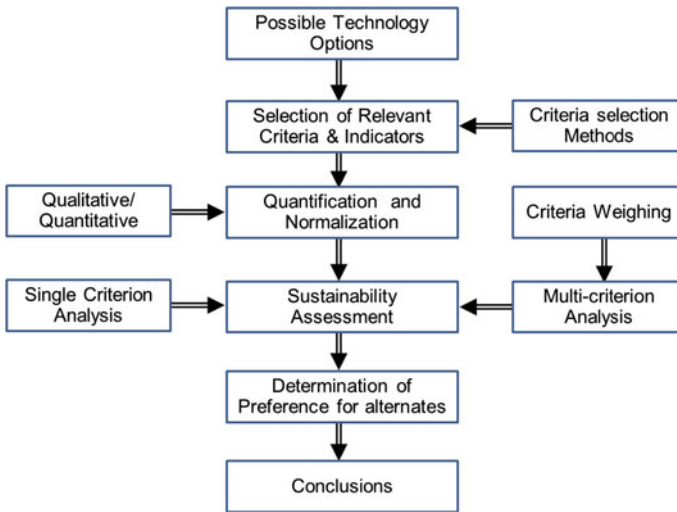 Possible Technology
Options
Selection of Relevant
Criteria & Indicators
Criteria selection
Methods
Qualitative/
Quantitative
Quantification and
Normalization
Criteria Weighing
Single Criterion
Analysis
Sustainability
Assessment
Multi-criterion
Analysis
Determination of
Preference for alternates
Conclusions